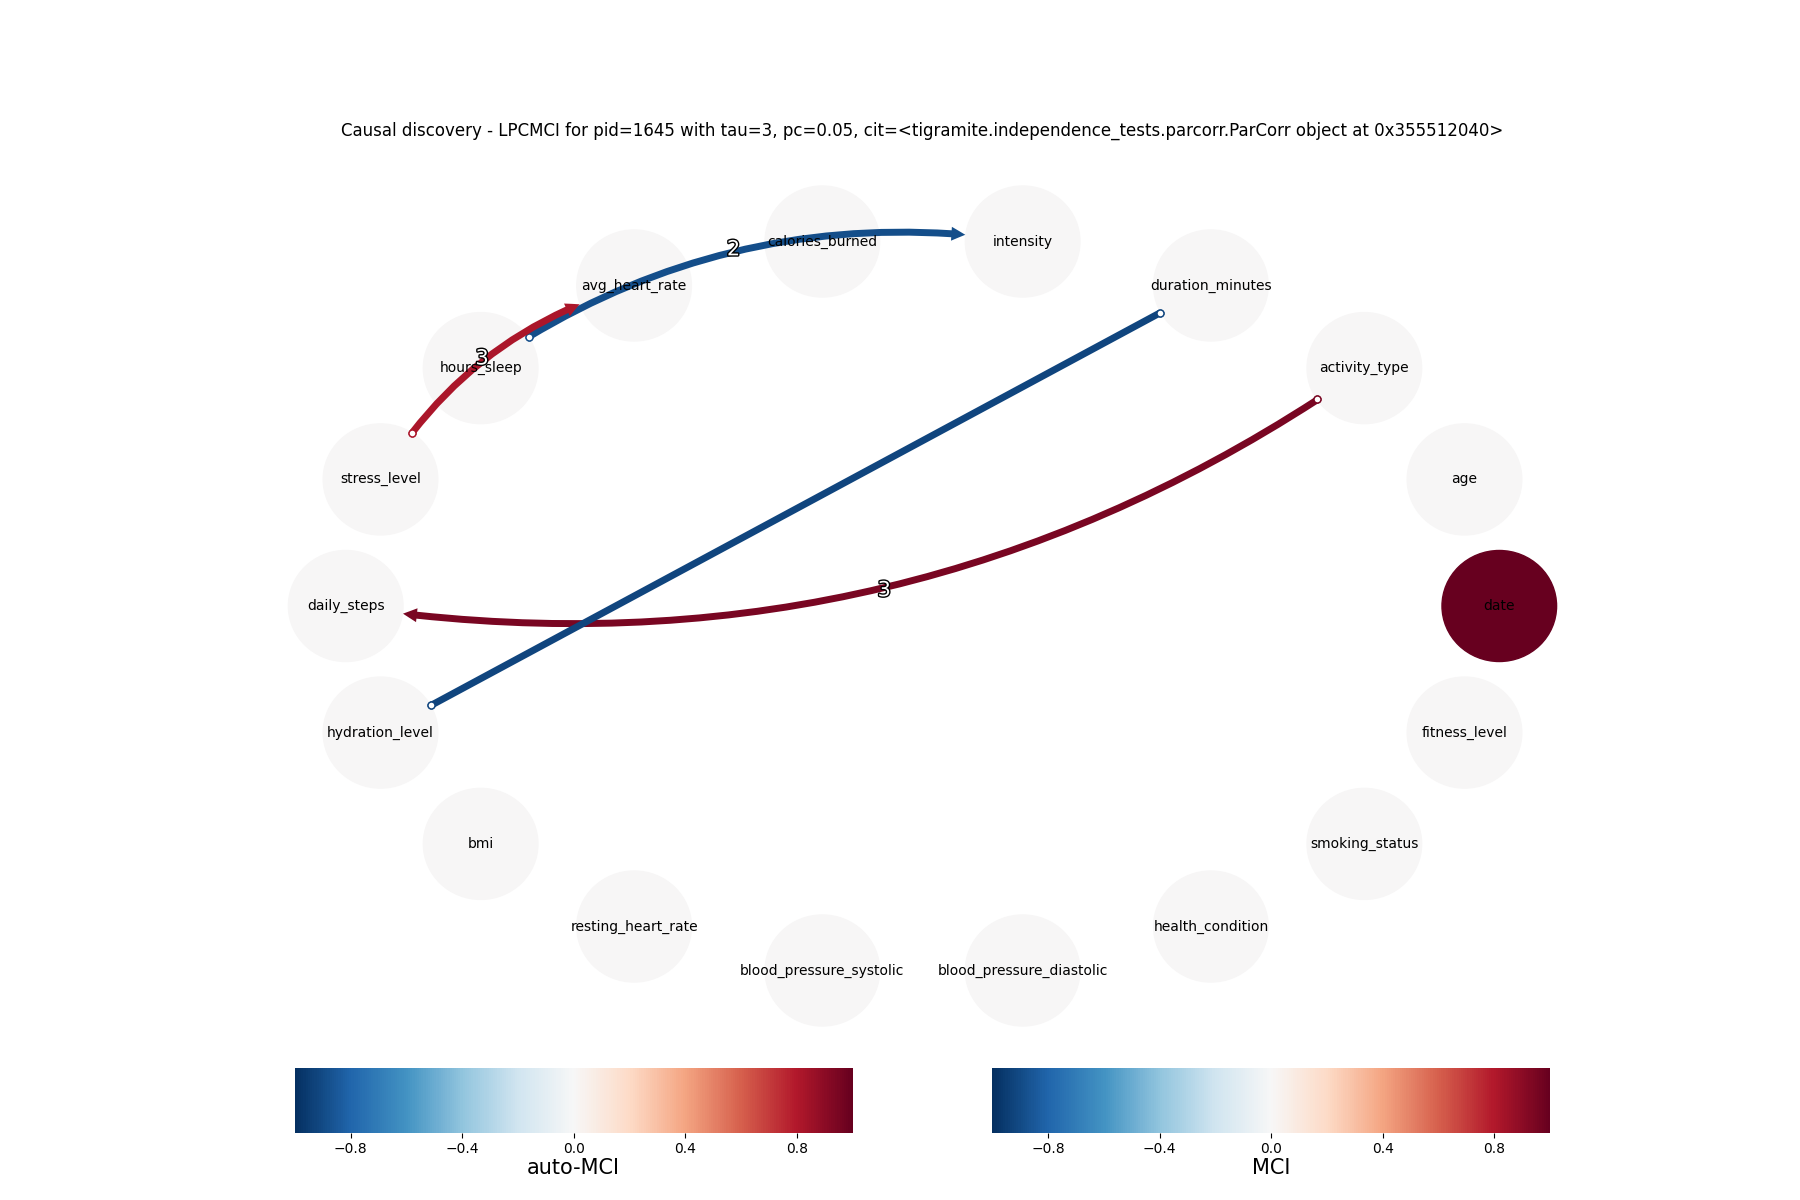 Causal discovery - LPCMCI for pid=1645 with tau=3, pc=0.05, cit=<tigramite.independence_tests.parcorr.ParCorr object at 0x355512040>
calories_burned
intensity
2
avg_heart_rate
duration_minutes
3
hours_sleep
activity_type
stress_level
age
3
daily_steps
date
hydration_level
fitness_level
bmi
smoking_status
resting_heart_rate
health_condition
blood_pressure_systolic
blood_pressure_diastolic
−0.8 −0.4 0.0 0.4 0.8
auto-MCI
−0.8 −0.4 0.0 0.4 0.8
MCI